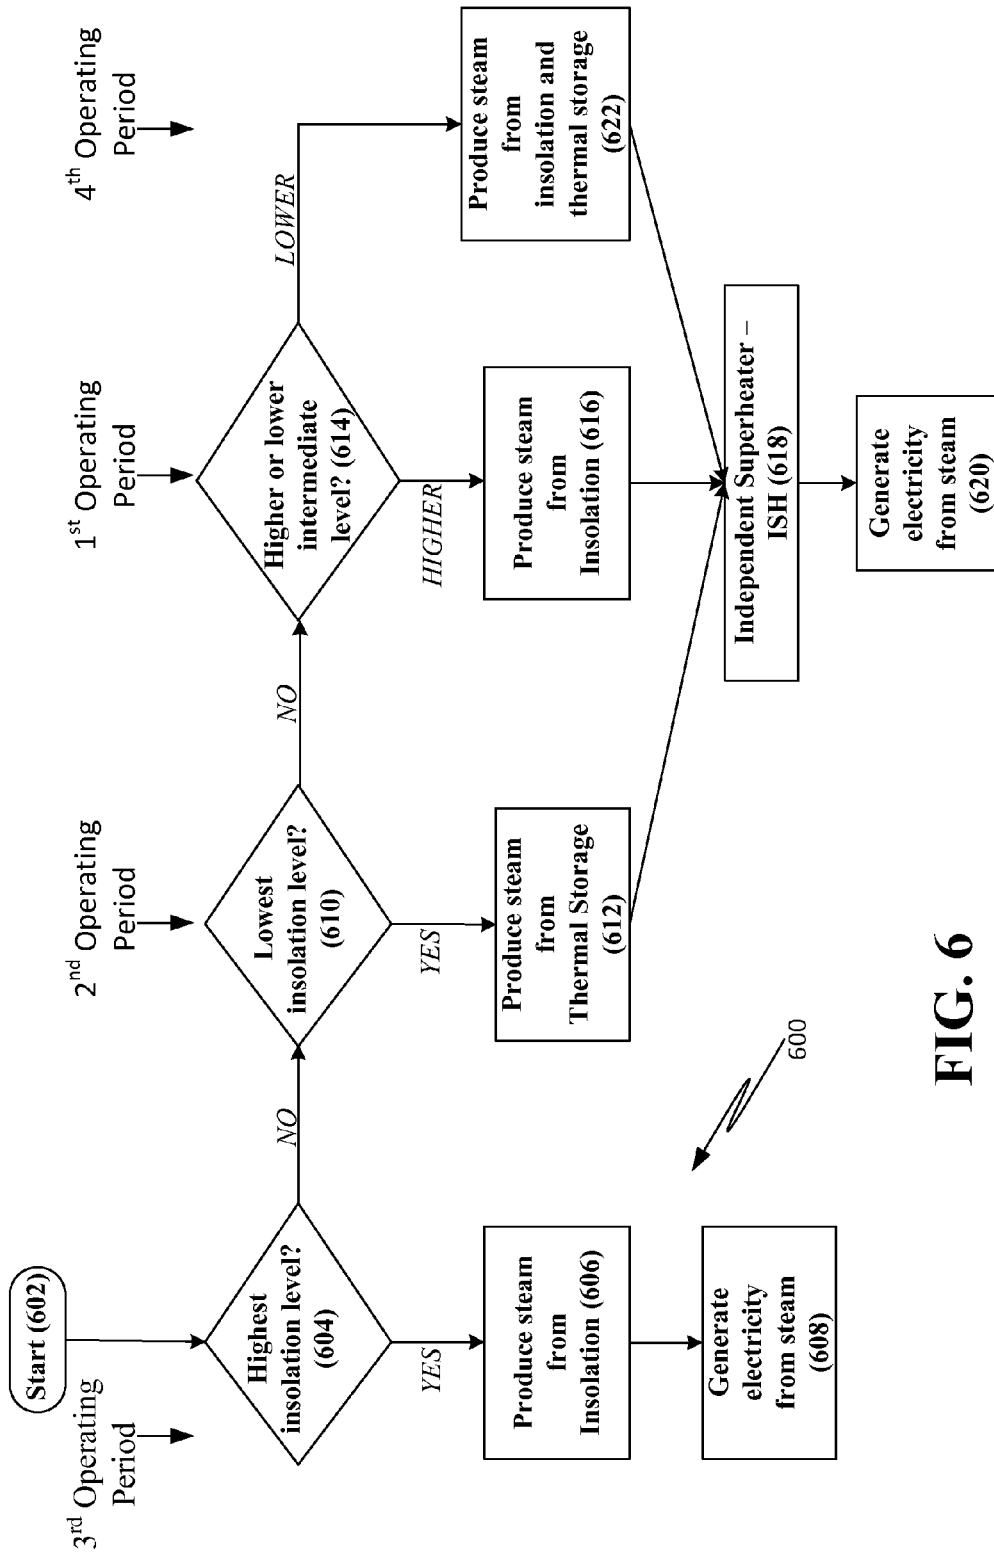 3rd Operating
Period
Start (602)
2nd Operating
Period
1st Operating
Period
4th Operating
Period
Highest
insolation level?
(604)
NO
Lowest
insolation level?
(610)
NO
Higher or lower
intermediate
level? (614)
LOWER
YES
YES
HIGHER
Produce steam
from
Insolation (606)
Produce steam
from
Thermal Storage
(612)
Produce steam
from
Insolation (616)
Produce steam
from
insolation and
thermal storage
(622)
Generate
electricity
from steam
(608)
600
Independent Superheater –
ISH (618)
Generate
electricity
from steam
(620)
FIG. 6